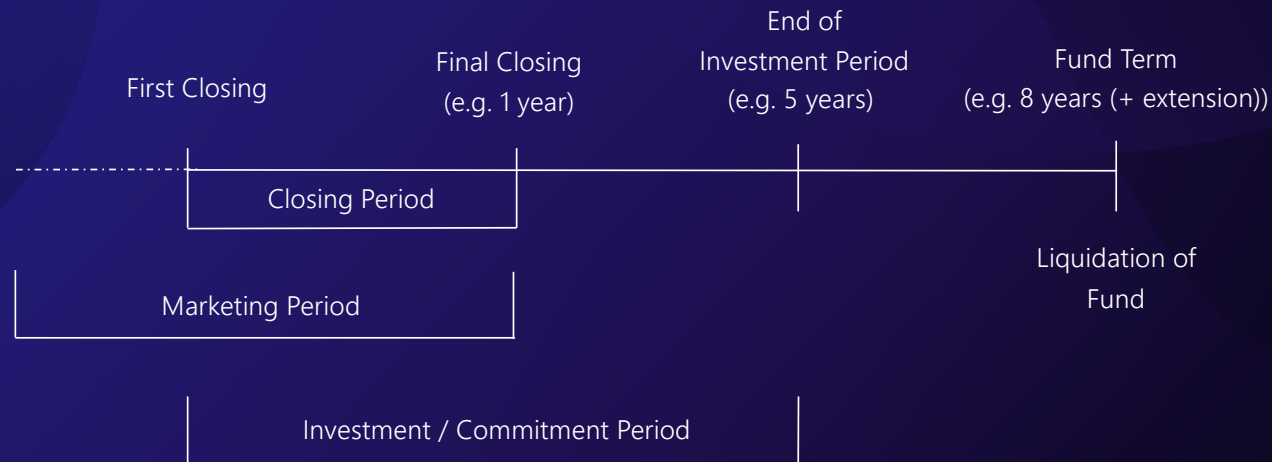 First Closing
Final Closing
(e.g. 1 year)
End of
Investment Period
(e.g. 5 years)
Fund Term
(e.g. 8 years (+ extension))
Closing Period
Liquidation of
Fund
Marketing Period
Investment / Commitment Period